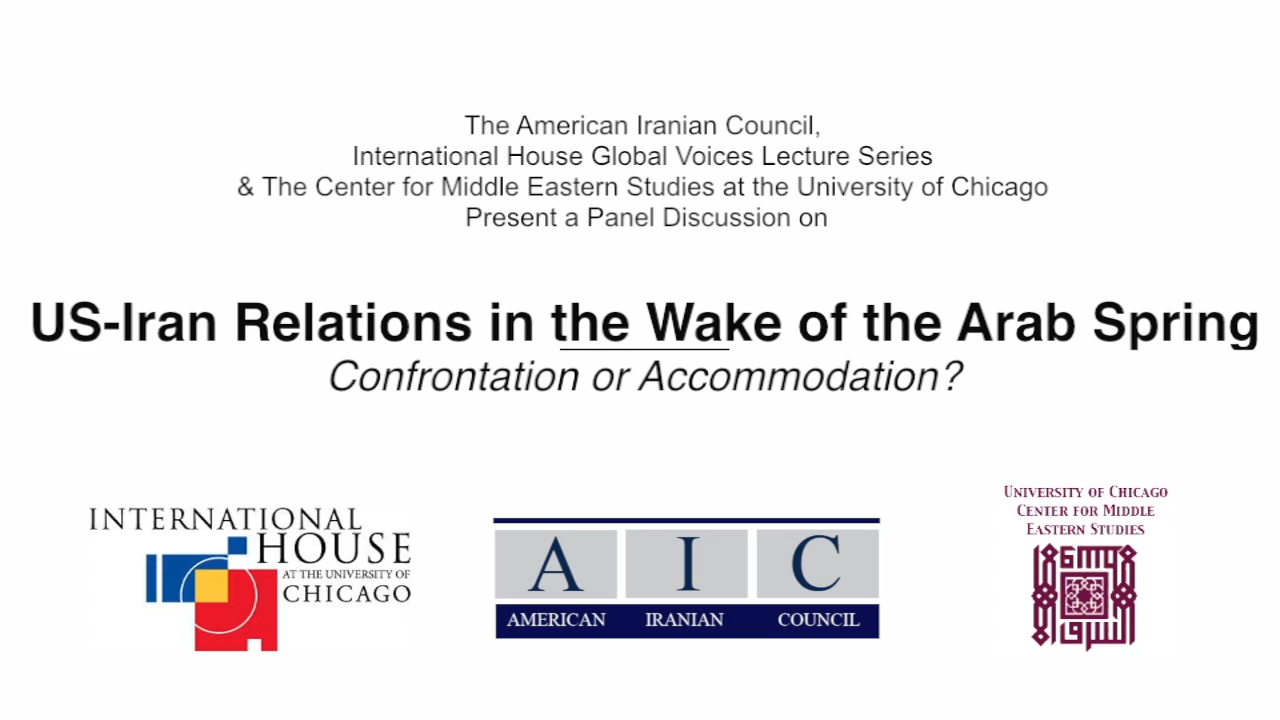 The American Iranian Council,
International House Global Voices Lecture Series
& The Center for Middle Eastern Studies at the University of Chicago
Present a Panel Discussion on
US-Iran Relations in the Wake of the Arab Spring
Confrontation or Accommodation?
INTERNATIONAL
HOUSE
AT THE UNIVERSITY OF
CHICAGO
A I C
AMERICAN IRANIAN COUNCIL
UNIVERSITY OF CHICAGO
CENTER FOR MIDDLE
EASTERN STUDIES